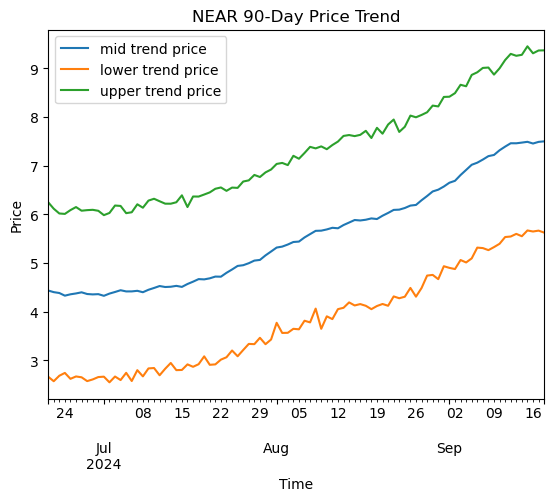 NEAR 90-Day Price Trend
mid trend price
lower trend price
upper trend price
9
8
7
6
5
4
3
Price
24 08 15 22 29 05 12 19 26 02 09 16
Jul Aug Sep
2024
Time